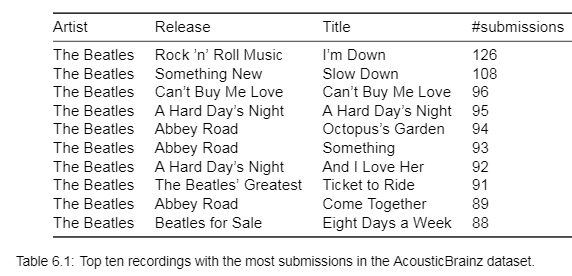 Artist Release Title #submissions
The Beatles Rock ’n’ Roll Music I’m Down 126
The Beatles Something New Slow Down 108
The Beatles Can’t Buy Me Love Can’t Buy Me Love 96
The Beatles A Hard Day’s Night A Hard Day’s Night 95
The Beatles Abbey Road Octopus’s Garden 94
The Beatles Abbey Road Something 93
The Beatles A Hard Day’s Night And I Love Her 92
The Beatles The Beatles’ Greatest Ticket to Ride 91
The Beatles Abbey Road Come Together 89
The Beatles Beatles for Sale Eight Days a Week 88
Table 6.1: Top ten recordings with the most submissions in the AcousticBrainz dataset.